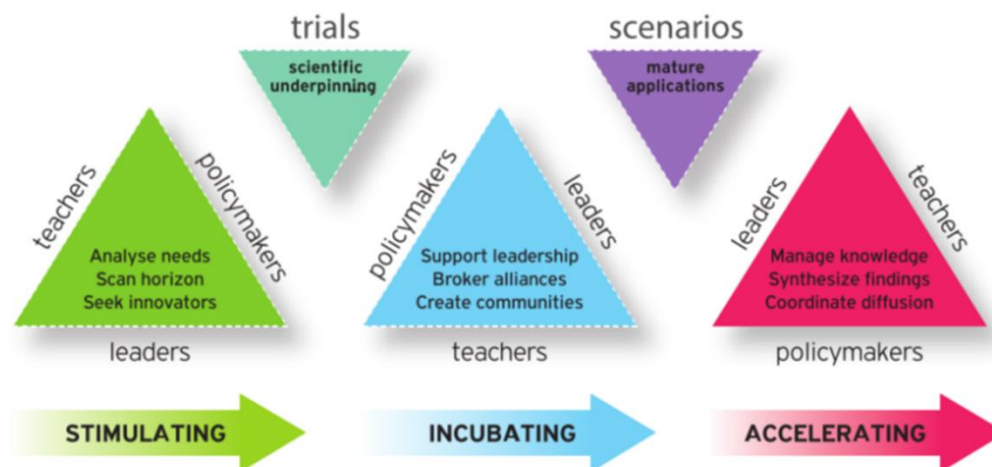 trials
scenarios
scientific
underpinning
mature
applications
teachers
policymakers
Analyse needs
Scan horizon
Seek innovators
leaders
policymakers
leaders
Support leadership
Broker alliances
Create communities
teachers
leaders
teachers
Manage knowledge
Synthesize findings
Coordinate diffusion
policymakers
STIMULATING
INCUBATING
ACCELERATING